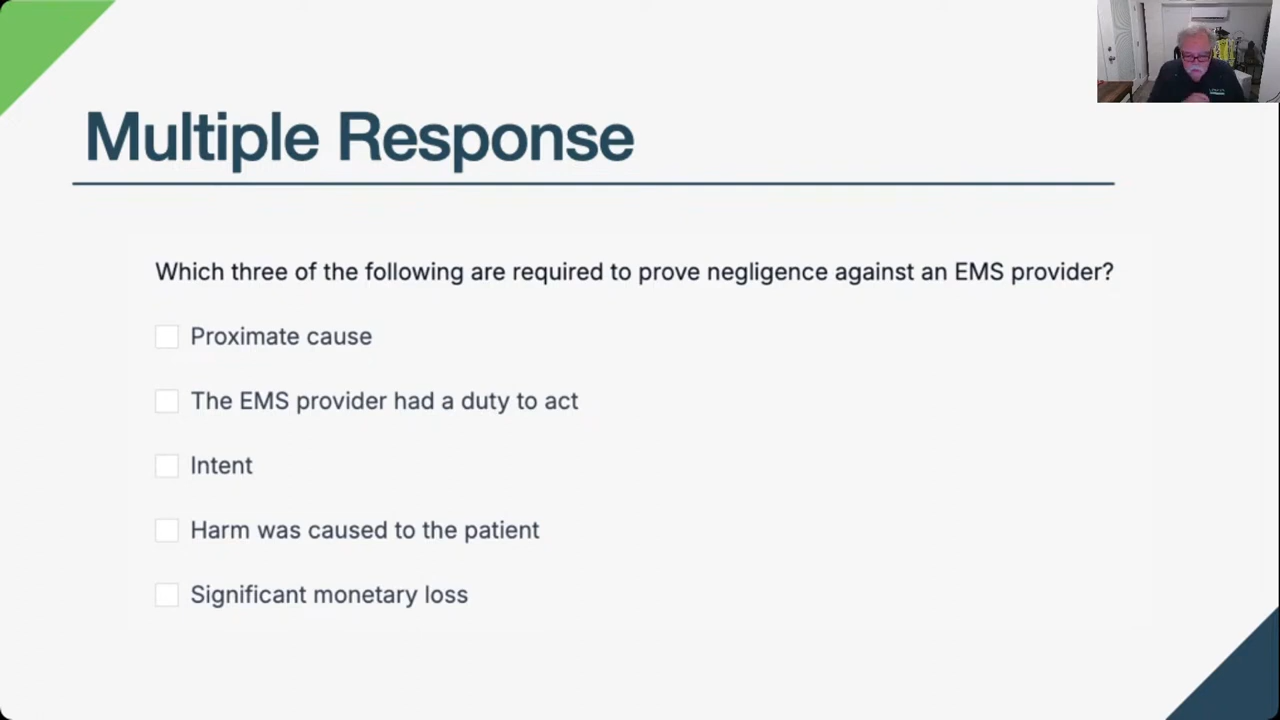 Multiple Response
Which three of the following are required to prove negligence against an EMS provider?
Proximate cause
The EMS provider had a duty to act
Intent
Harm was caused to the patient
Significant monetary loss